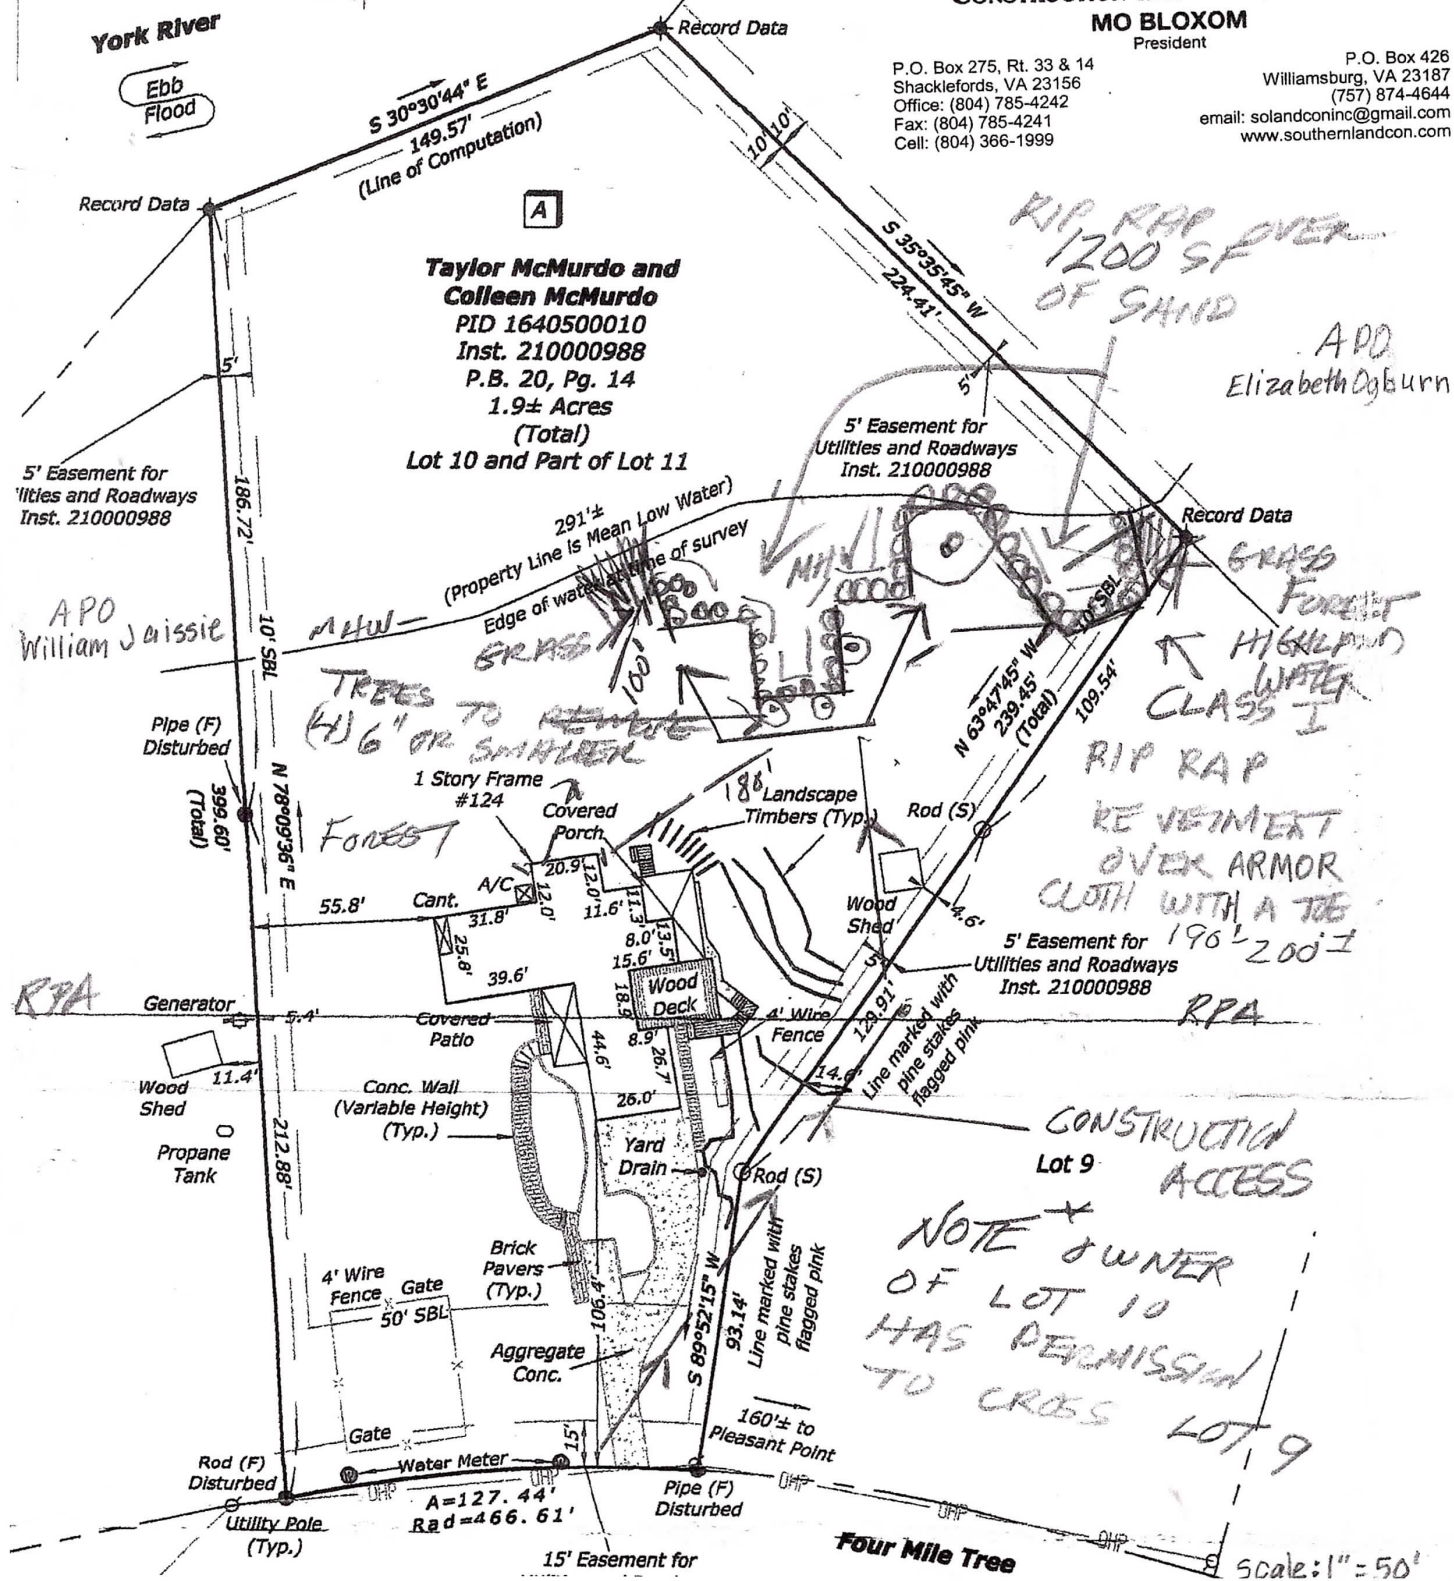 MO BLOXOM
President
P.O. Box 275, Rt. 33 & 14
Shacklefords, VA 23156
Office: (804) 785-4242
Fax: (804) 785-4241
Cell: (804) 366-1999
P.O. Box 426
Williamsburg, VA 23187
(757) 874-4644
email: solandconinc@gmail.com
www.southernlandcon.com
York River
Ebb
Flood
Record Data
S 30°30'44" E
149.57'
(Line of Computation)
Record Data
10' 10'
A
Taylor McMurdo and
Colleen McMurdo
PID 1640500010
Inst. 210000988
P.B. 20, Pg. 14
1.9± Acres
(Total)
Lot 10 and Part of Lot 11
S 35°35'45" W
224.41'
RIP RAP OVER
1200 SF
OF SAND
APO
Elizabeth Ogburn
5'
5' Easement for
Utilities and Roadways
Inst. 210000988
5'
5' Easement for
lities and Roadways
Inst. 210000988
186.72'
291'±
(Property Line is Mean Low Water)
Edge of water at time of survey
Record Data
GRASS
FOREST
HIGHLAND
WATER
MH
10' SBL
APO
William Jaissie
MHW
10' SBL
GRASS
100'
TREES
(4) 6" OR
TO REMOVE
SMALLER
CLASS I
RIP RAP
REVETMENT
OVER ARMOR
CLOTH WITH A TOE
190'- 200'±
N 63°47'45" W
239.45'
(Total)
109.54'
Pipe (F)
Disturbed
399.60'
(Total)
N 78°09'36" E
FOREST
1 Story Frame
#124
Covered
Porch
188'
Landscape
Timbers (Typ.)
Rod (S)
A/C
20.9'
12.0'
12.0'
11.6'
11.3'
Cant.
31.8'
55.8'
25.8'
8.0'
13.5'
15.6'
39.6'
18.9'
Wood
Deck
Wood
Shed
4.6'
5'
5' Easement for
Utilities and Roadways
Inst. 210000988
RPA
RPA
Generator
5.4'
Covered
Patio
44.6'
8.9'
26.7'
26.0'
4' Wire
Fence
129.91'
Line marked with
pine stakes
flagged pink
14.6'
Wood
Shed
11.4'
Conc. Wall
(Variable Height)
(Typ.)
Propane
Tank
212.88'
Yard
Drain
Rod (S)
CONSTRUCTION
ACCESS
Lot 9
NOTE * OWNER
OF LOT 10
HAS PERMISSION
TO CROSS
LOT 9
Brick
Pavers
(Typ.)
4' Wire
Fence
Gate
50' SBL
106.4'
Aggregate
Conc.
S 89°52'15" W
93.14'
Line marked with
pine stakes
flagged pink
Gate
15'
160'± to
Pleasant Point
Rod (F)
Disturbed
Water Meter
W
W
OHP
OHP
A=127.44'
Rad=466.61'
Utility Pole
(Typ.)
Pipe (F)
Disturbed
OHP
OHP
OHP
15' Easement for
Four Mile Tree
Scale: 1" = 50'